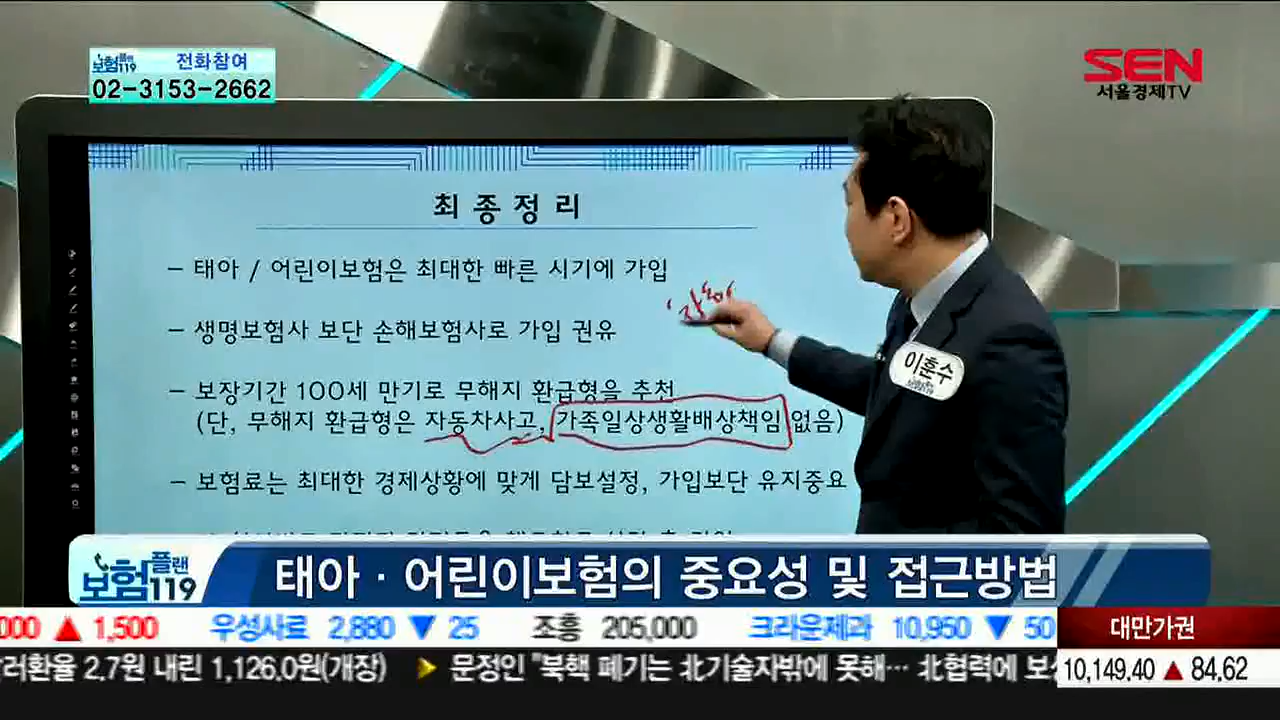 보험플랜119 전화참여
02-3153-2662
SEN
서울경제TV
최종정리
- 태아 / 어린이보험은 최대한 빠른 시기에 가입
- 생명보험사 보단 손해보험사로 가입 권유
- 보장기간 100세 만기로 무해지 환급형을 추천
(단, 무해지 환급형은 자동차사고, 가족일상생활배상책임 없음)
- 보험료는 최대한 경제상황에 맞게 담보설정, 가입보단 유지중요
이훈수
보험플랜119
태아·어린이보험의 중요성 및 접근방법
000 ▲ 1,500 우성사료 2,880 ▼ 25 조흥 205,000 크라운제과 10,950 ▼ 50
대만가권
러환율 2.7원 내린 1,126.0원(개장) ▶ 문정인 "북핵 폐기는 北기술자밖에 못해… 北협력에 보
10,149.40 ▲ 84.62